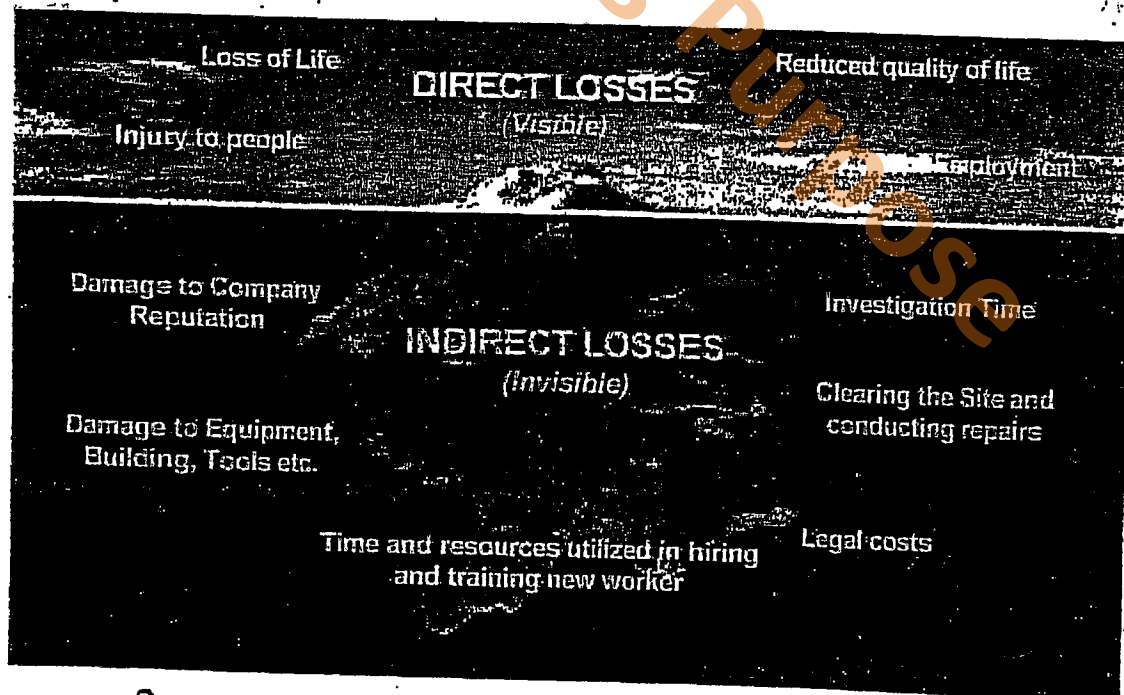 Loss of Life
DIRECT LOSSES
(Visible)
Reduced quality of life
Injury to people
Employment
Damage to Company
Reputation
INDIRECT LOSSES
(Invisible)
Investigation Time
Clearing the Site and
conducting repairs
Damage to Equipment,
Building, Tools etc.
Time and resources utilized in hiring
and training new worker
Legal costs
Purpose